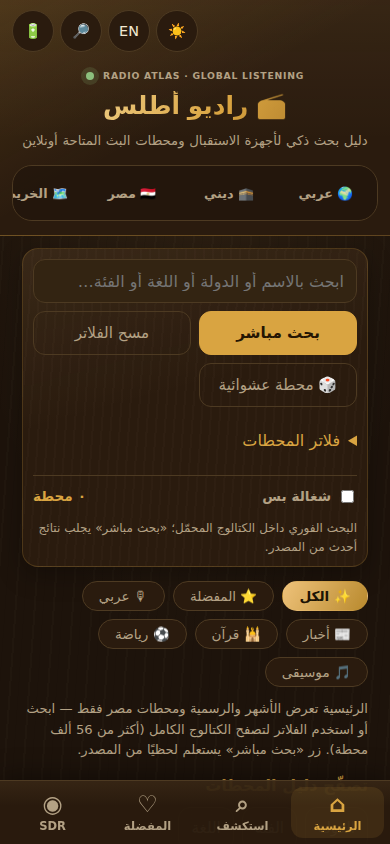 EN
RADIO ATLAS · GLOBAL LISTENING
راديو أطلس
دليل بحث ذكي لأجهزة الاستقبال ومحطات البث المتاحة أونلاين
عربي
ديني
مصر
ابحث بالاسم أو الدولة أو اللغة أو الفئة…
بحث مباشر
مسح الفلاتر
محطة عشوائية
فلاتر المحطات
شغالة بس
٠ محطة
البحث الفوري داخل الكتالوج المحمّل؛ «بحث مباشر» يجلب نتائج
أحدث من المصدر.
الكل
المفضلة
عربي
أخبار
قرآن
رياضة
موسيقى
الرئيسية تعرض الأشهر والرسمية ومحطات مصر فقط — ابحث
أو استخدم الفلاتر لتصفح الكتالوج الكامل (أكثر من 56 ألف
محطة). زر «بحث مباشر» يستعلم لحظيًا من المصدر.
الرئيسية
استكشف
المفضلة
SDR